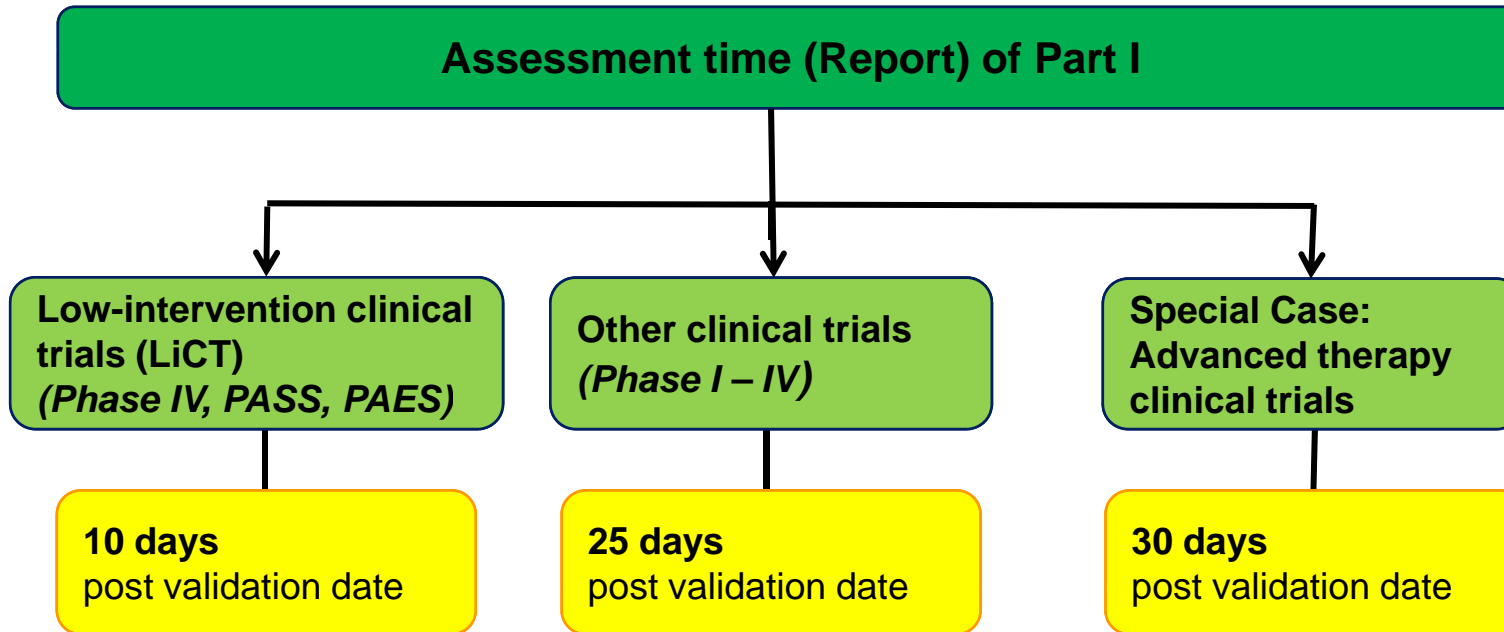 Assessment time (Report) of Part I
Low-intervention clinical
trials (LiCT)
(Phase IV, PASS, PAES)
Other clinical trials
(Phase I – IV)
Special Case:
Advanced therapy
clinical trials
10 days
post validation date
25 days
post validation date
30 days
post validation date